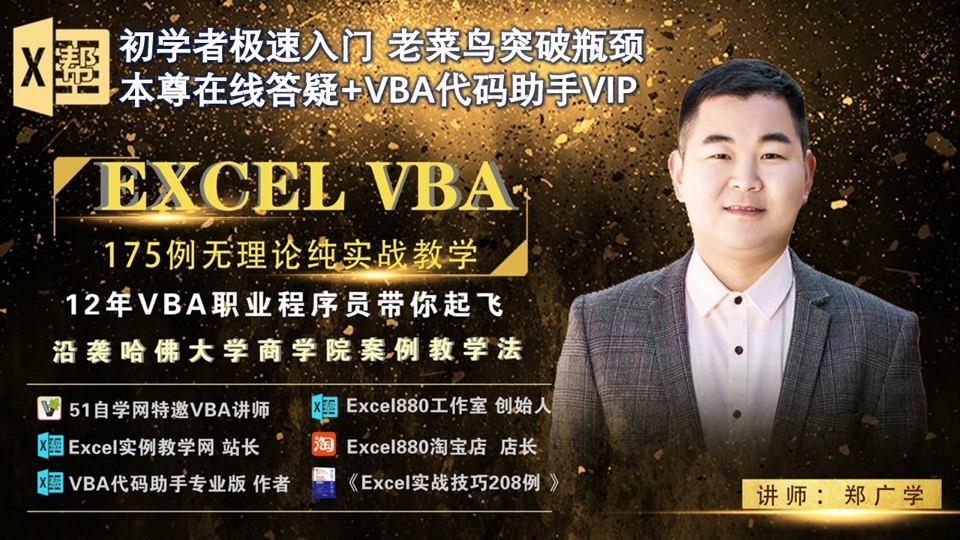 X帮
初学者极速入门 老菜鸟突破瓶颈
本尊在线答疑+VBA代码助手VIP
EXCEL VBA
175例无理论纯实战教学
12年VBA职业程序员带你起飞
沿袭哈佛大学商学院案例教学法
51自学网特邀VBA讲师
Excel880工作室 创始人
Excel实例教学网 站长
淘 Excel880淘宝店 店长
VBA代码助手专业版 作者
《Excel实战技巧208例 》
讲师：郑广学